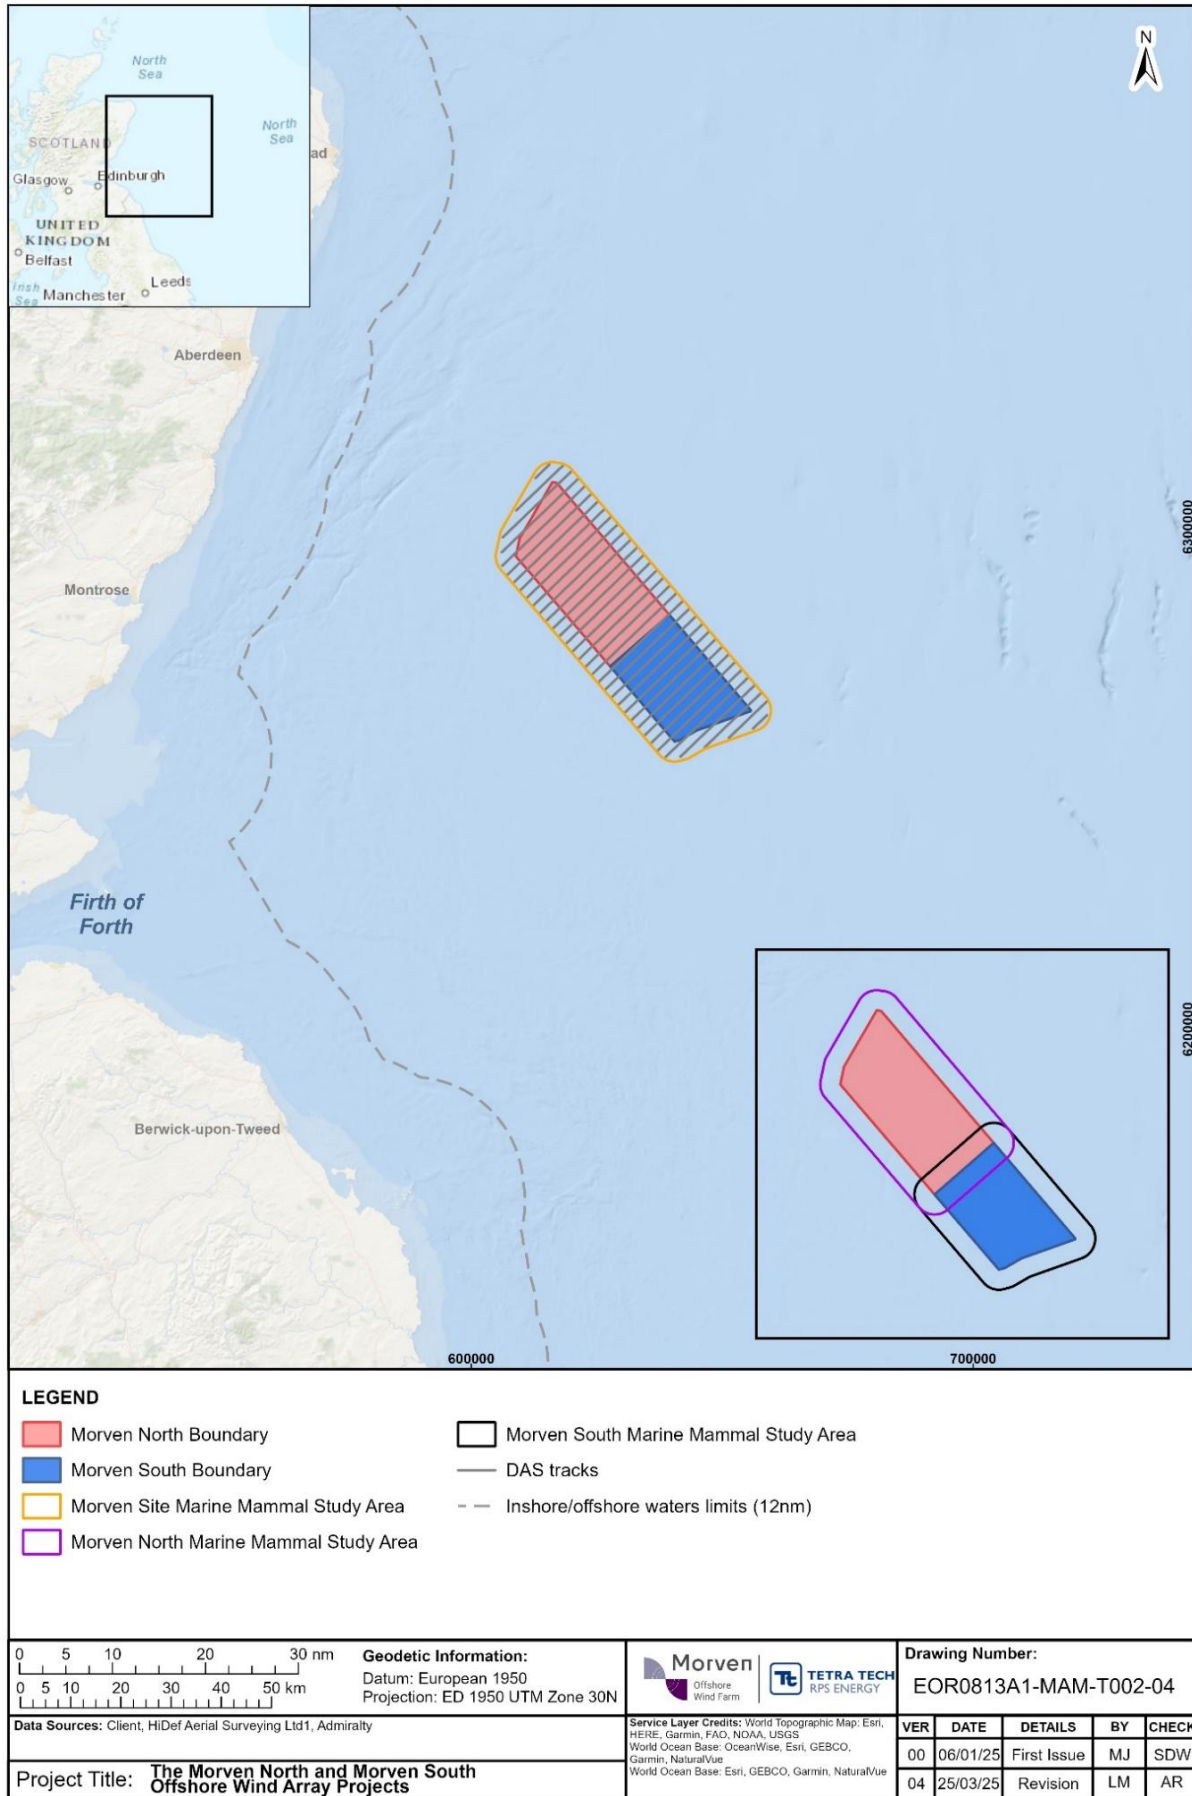 North
Sea
North
Sea
SCOTLAND
Glasgow
Edinburgh
UNITED
KINGDOM
Belfast
Irish
Sea
Manchester
Leeds
ad
N
Aberdeen
6300000
Montrose
Firth of
Forth
6200000
Berwick-upon-Tweed
600000
700000
LEGEND
Morven North Boundary
Morven South Boundary
Morven Site Marine Mammal Study Area
Morven North Marine Mammal Study Area
Morven South Marine Mammal Study Area
DAS tracks
Inshore/offshore waters limits (12nm)
0 5 10 20 30 nm
0 5 10 20 30 40 50 km
Geodetic Information:
Datum: European 1950
Projection: ED 1950 UTM Zone 30N
Morven
Offshore
Wind Farm
Tt
TETRA TECH
RPS ENERGY
Drawing Number:
EOR0813A1-MAM-T002-04
Data Sources: Client, HiDef Aerial Surveying Ltd1, Admiralty
Service Layer Credits: World Topographic Map: Esri,
HERE, Garmin, FAO, NOAA, USGS
World Ocean Base: OceanWise, Esri, GEBCO,
Garmin, NaturalVue
World Ocean Base: Esri, GEBCO, Garmin, NaturalVue
VER DATE DETAILS BY CHECK
00 06/01/25 First Issue MJ SDW
04 25/03/25 Revision LM AR
Project Title: The Morven North and Morven South
Offshore Wind Array Projects